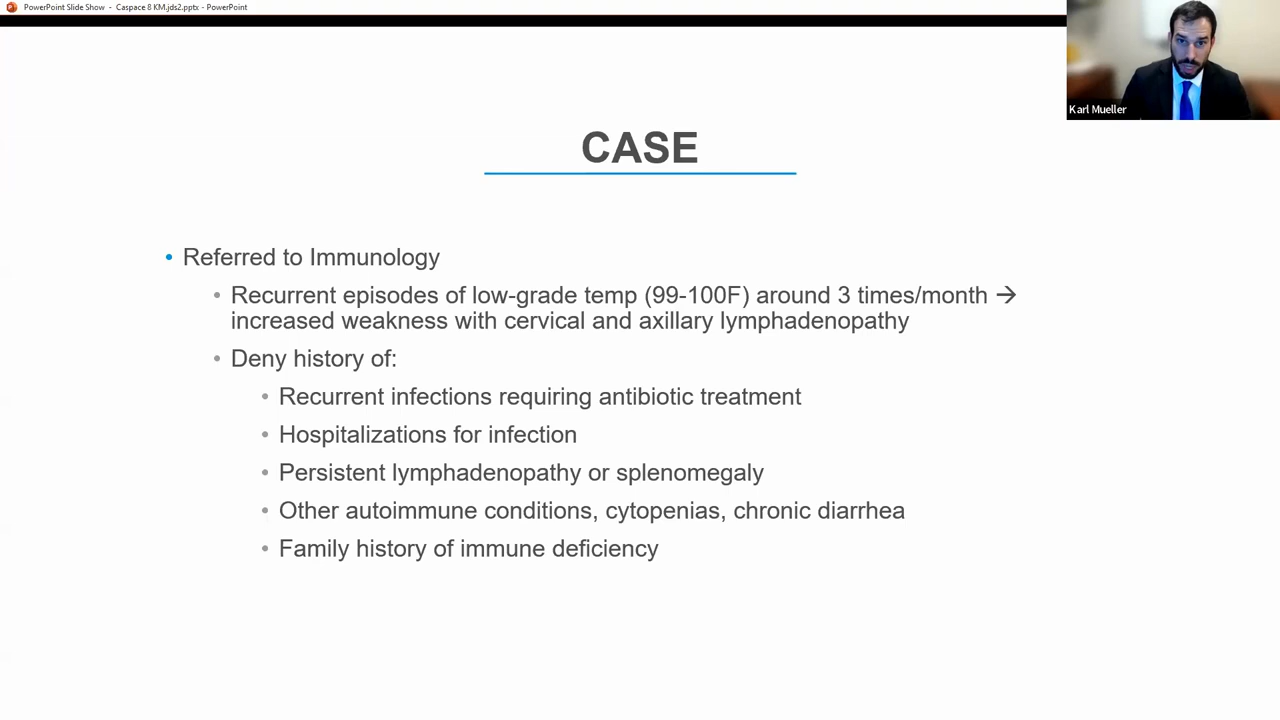 PowerPoint Slide Show - Caspace 8 KM.jds2.pptx - PowerPoint
Karl Mueller
CASE
• Referred to Immunology
• Recurrent episodes of low-grade temp (99-100F) around 3 times/month →
increased weakness with cervical and axillary lymphadenopathy
• Deny history of:
• Recurrent infections requiring antibiotic treatment
• Hospitalizations for infection
• Persistent lymphadenopathy or splenomegaly
• Other autoimmune conditions, cytopenias, chronic diarrhea
• Family history of immune deficiency